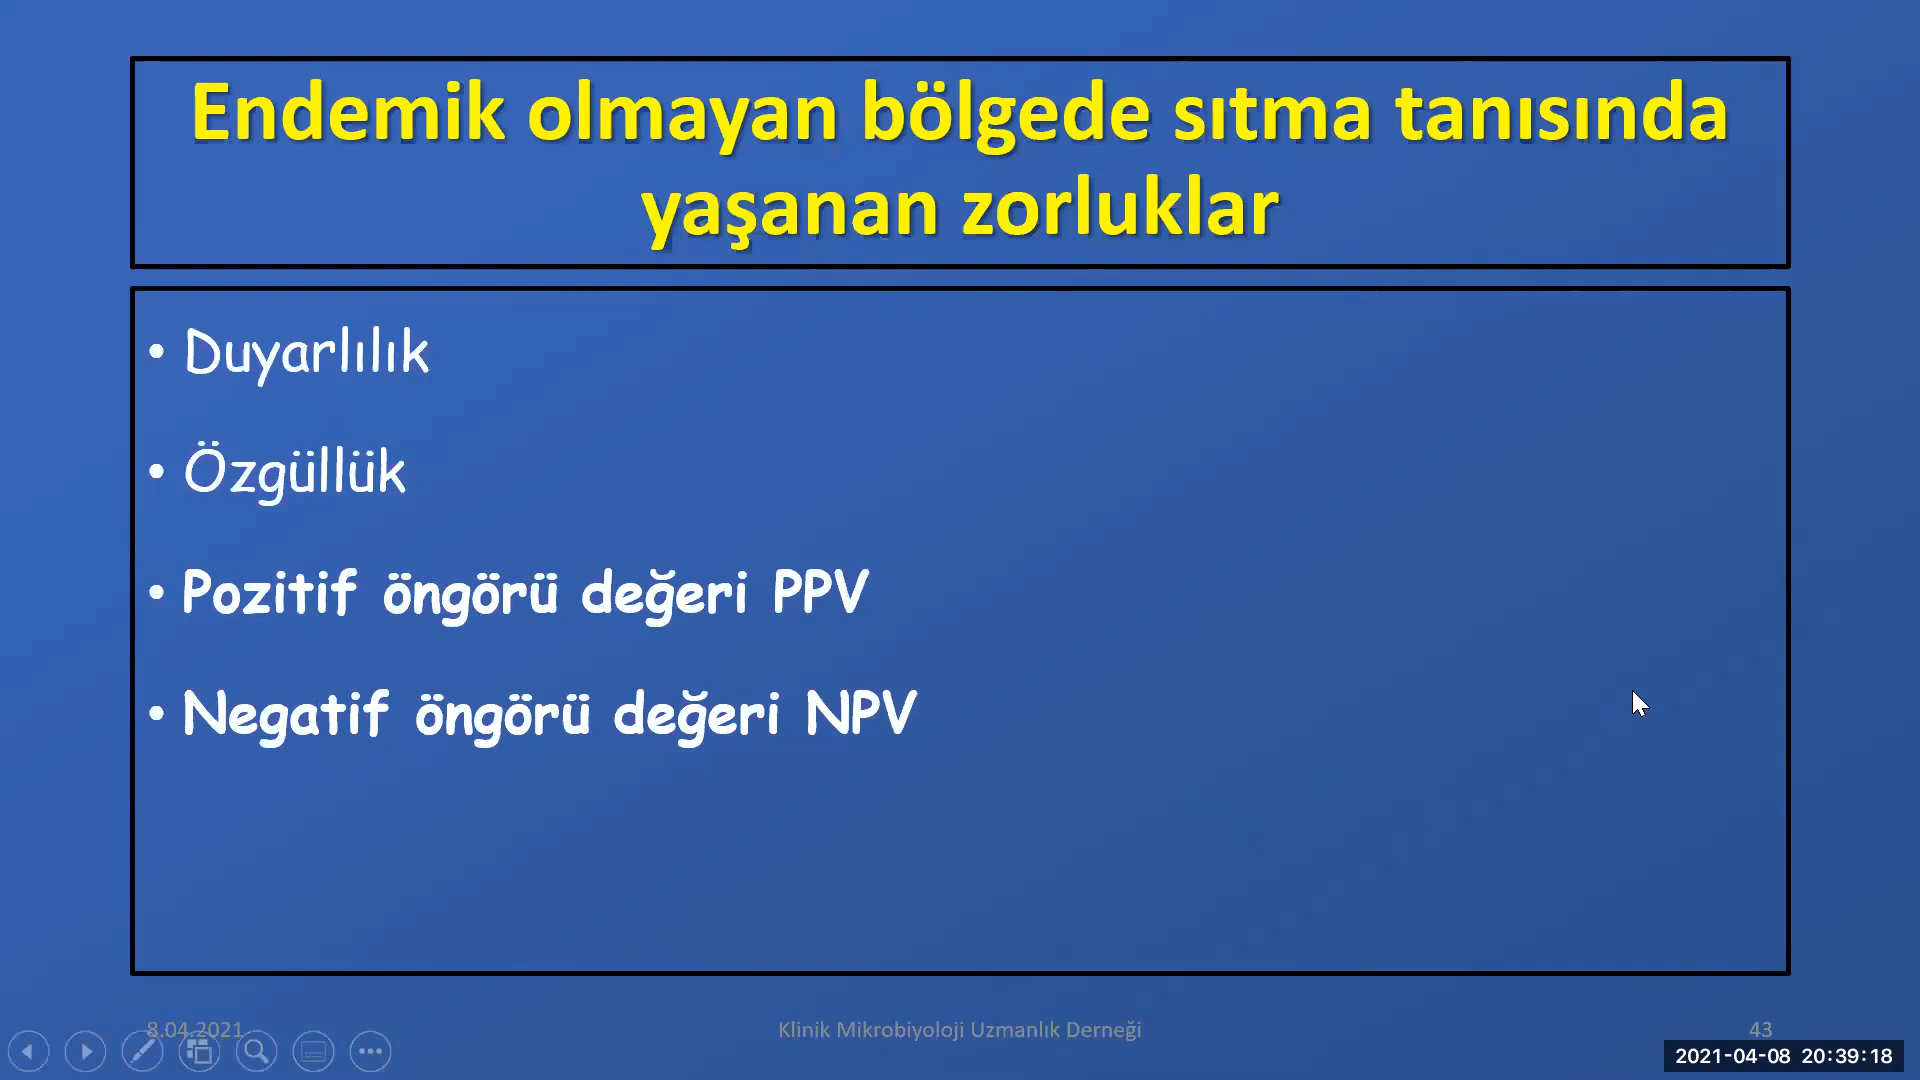 Endemik olmayan bölgede sıtma tanısında
yaşanan zorluklar
• Duyarlılık
• Özgüllük
• Pozitif öngörü değeri PPV
• Negatif öngörü değeri NPV
8.04.2021
Klinik Mikrobiyoloji Uzmanlık Derneği
43
2021-04-08 20:39:18